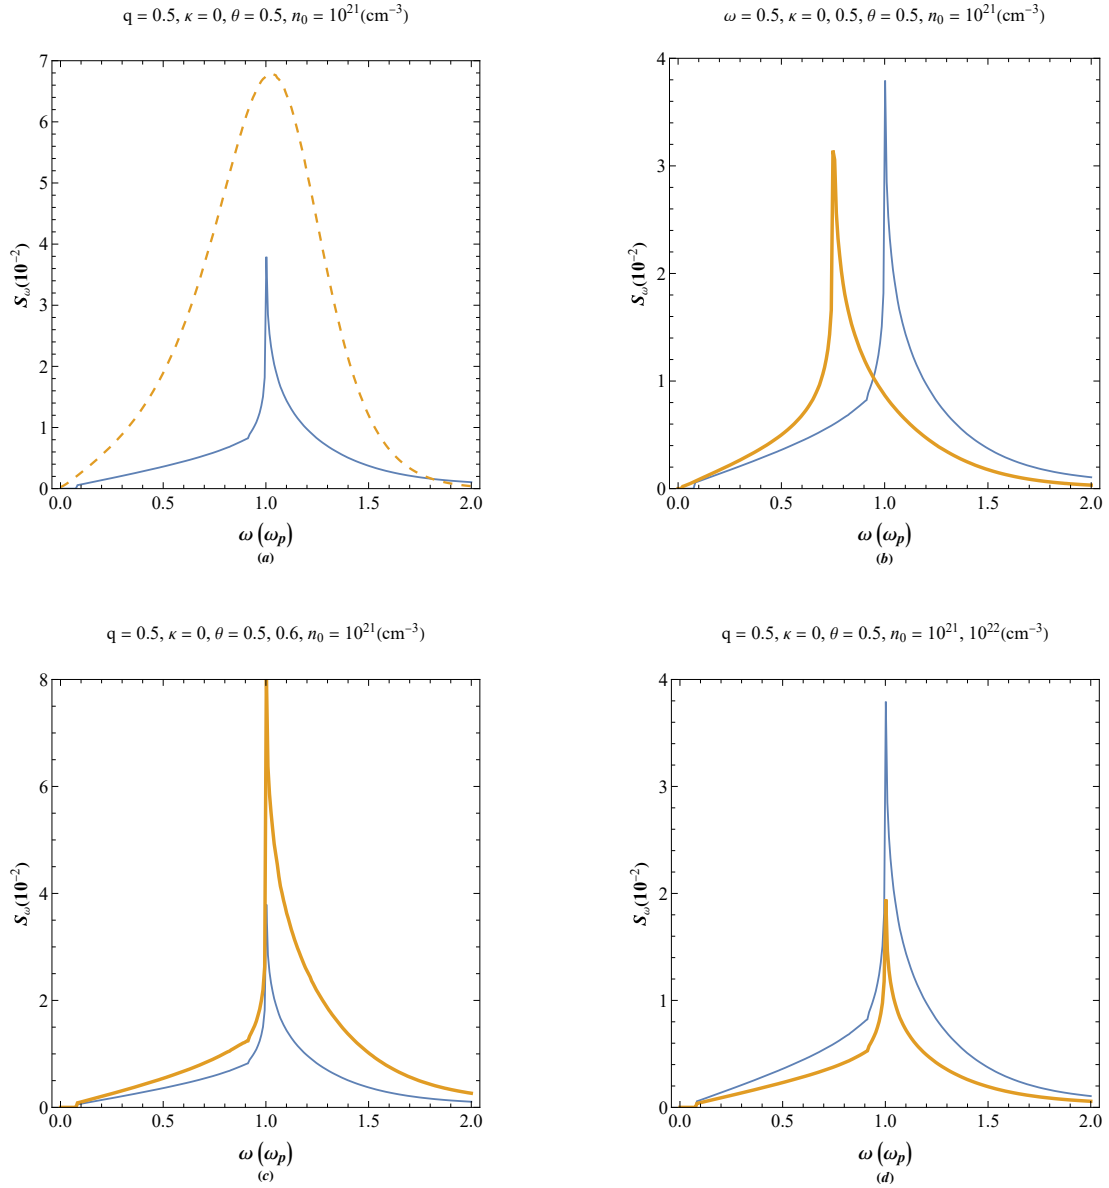 q = 0.5, κ = 0, θ = 0.5, n₀ = 10²¹(cm⁻³)
7
6
5
4
3
2
1
0
S_ω(10⁻²)
0.0 0.5 1.0 1.5 2.0
ω (ω_p)
(a)
ω = 0.5, κ = 0, 0.5, θ = 0.5, n₀ = 10²¹(cm⁻³)
4
3
2
1
0
S_ω(10⁻²)
0.0 0.5 1.0 1.5 2.0
ω (ω_p)
(b)
q = 0.5, κ = 0, θ = 0.5, 0.6, n₀ = 10²¹(cm⁻³)
8
6
4
2
0
S_ω(10⁻²)
0.0 0.5 1.0 1.5 2.0
ω (ω_p)
(c)
q = 0.5, κ = 0, θ = 0.5, n₀ = 10²¹, 10²²(cm⁻³)
4
3
2
1
0
S_ω(10⁻²)
0.0 0.5 1.0 1.5 2.0
ω (ω_p)
(d)